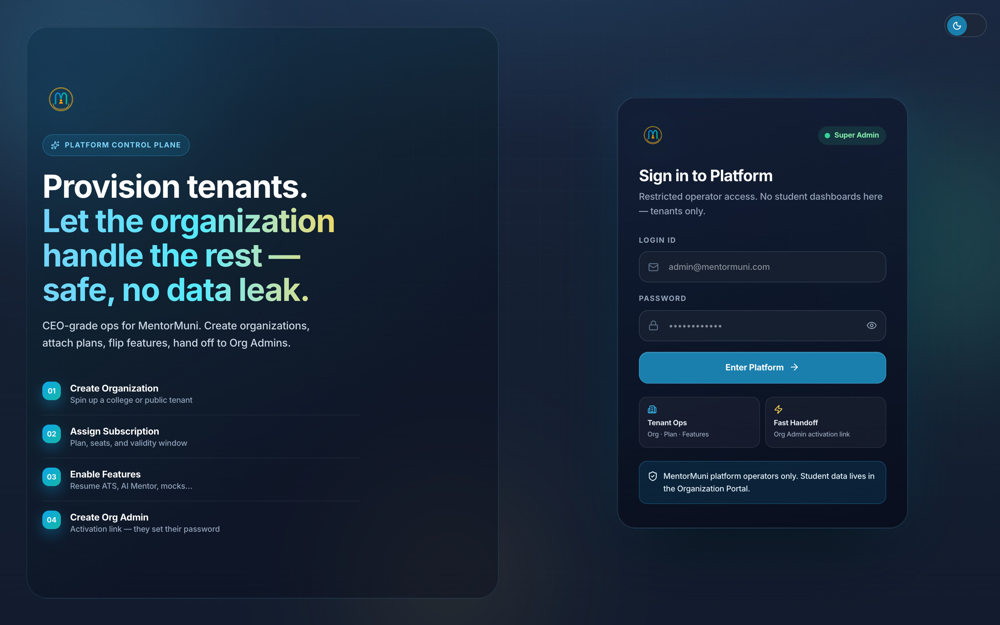 PLATFORM CONTROL PLANE
Provision tenants.
Let the organization
handle the rest —
safe, no data leak.
CEO-grade ops for MentorMuni. Create organizations,
attach plans, flip features, hand off to Org Admins.
01
Create Organization
Spin up a college or public tenant
02
Assign Subscription
Plan, seats, and validity window
03
Enable Features
Resume ATS, AI Mentor, mocks...
04
Create Org Admin
Activation link — they set their password
Super Admin
Sign in to Platform
Restricted operator access. No student dashboards here
— tenants only.
LOGIN ID
admin@mentormuni.com
PASSWORD
••••••••••••
Enter Platform →
Tenant Ops
Org · Plan · Features
Fast Handoff
Org Admin activation link
MentorMuni platform operators only. Student data lives in
the Organization Portal.